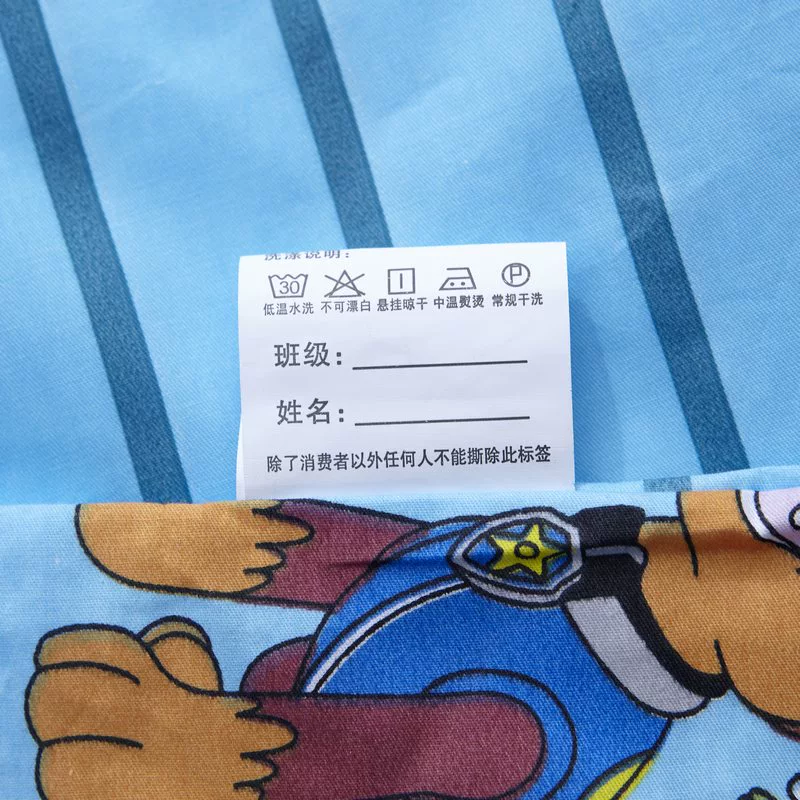 洗涤说明:
30 P
低温水洗 不可漂白 悬挂晾干 中温熨烫 常规干洗
班级:
姓名:
除了消费者以外任何人不能撕除此标签